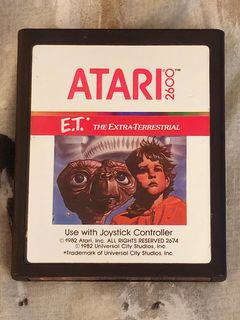 ATARI 2600™
E.T.* THE EXTRA-TERRESTRIAL
Use with Joystick Controller
©1982 Atari, Inc. ALL RIGHTS RESERVED 2674
©1982 Universal City Studios, Inc.
*Trademark of Universal City Studios, Inc.